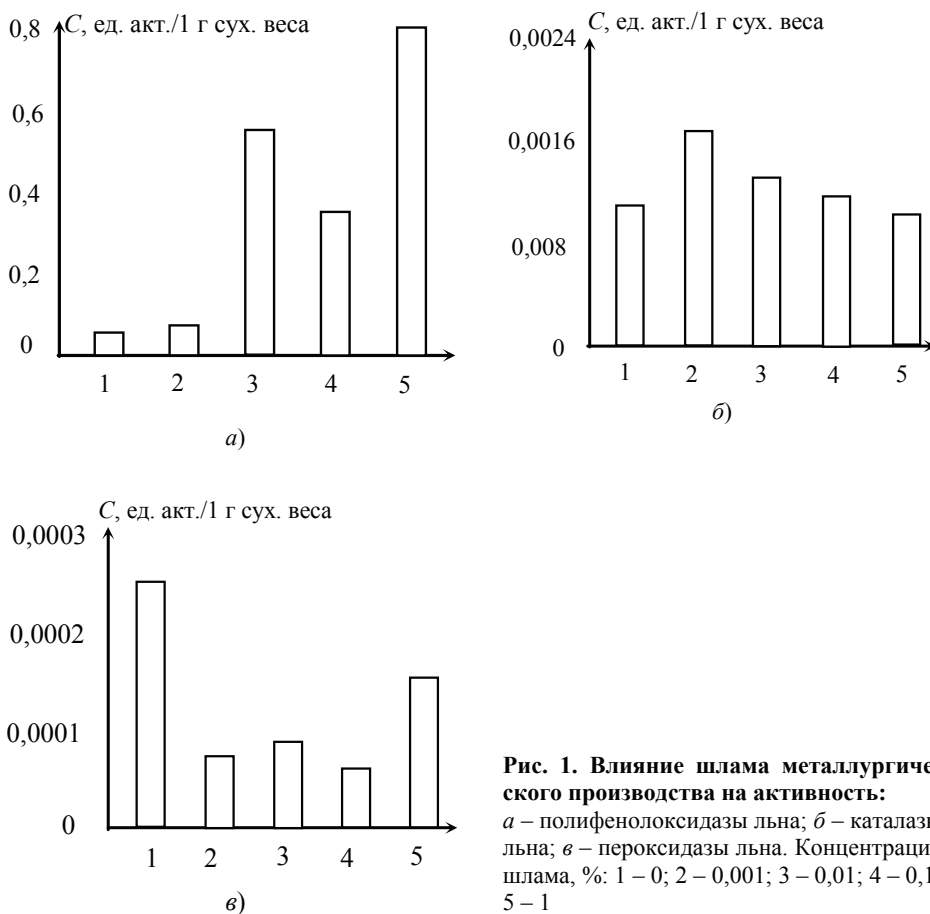 C, ед. акт./1 г сух. веса
0,8
0,6
0,4
0,2
0
1 2 3 4 5
а)
C, ед. акт./1 г сух. веса
0,0024
0,0016
0,008
0
1 2 3 4 5
б)
C, ед. акт./1 г сух. веса
0,0003
0,0002
0,0001
0
1 2 3 4 5
в)
Рис. 1. Влияние шлама металлургиче
ского производства на активность:
а – полифенолоксидазы льна; б – каталазы
льна; в – пероксидазы льна. Концентраци
шлама, %: 1 – 0; 2 – 0,001; 3 – 0,01; 4 – 0,1
5 – 1